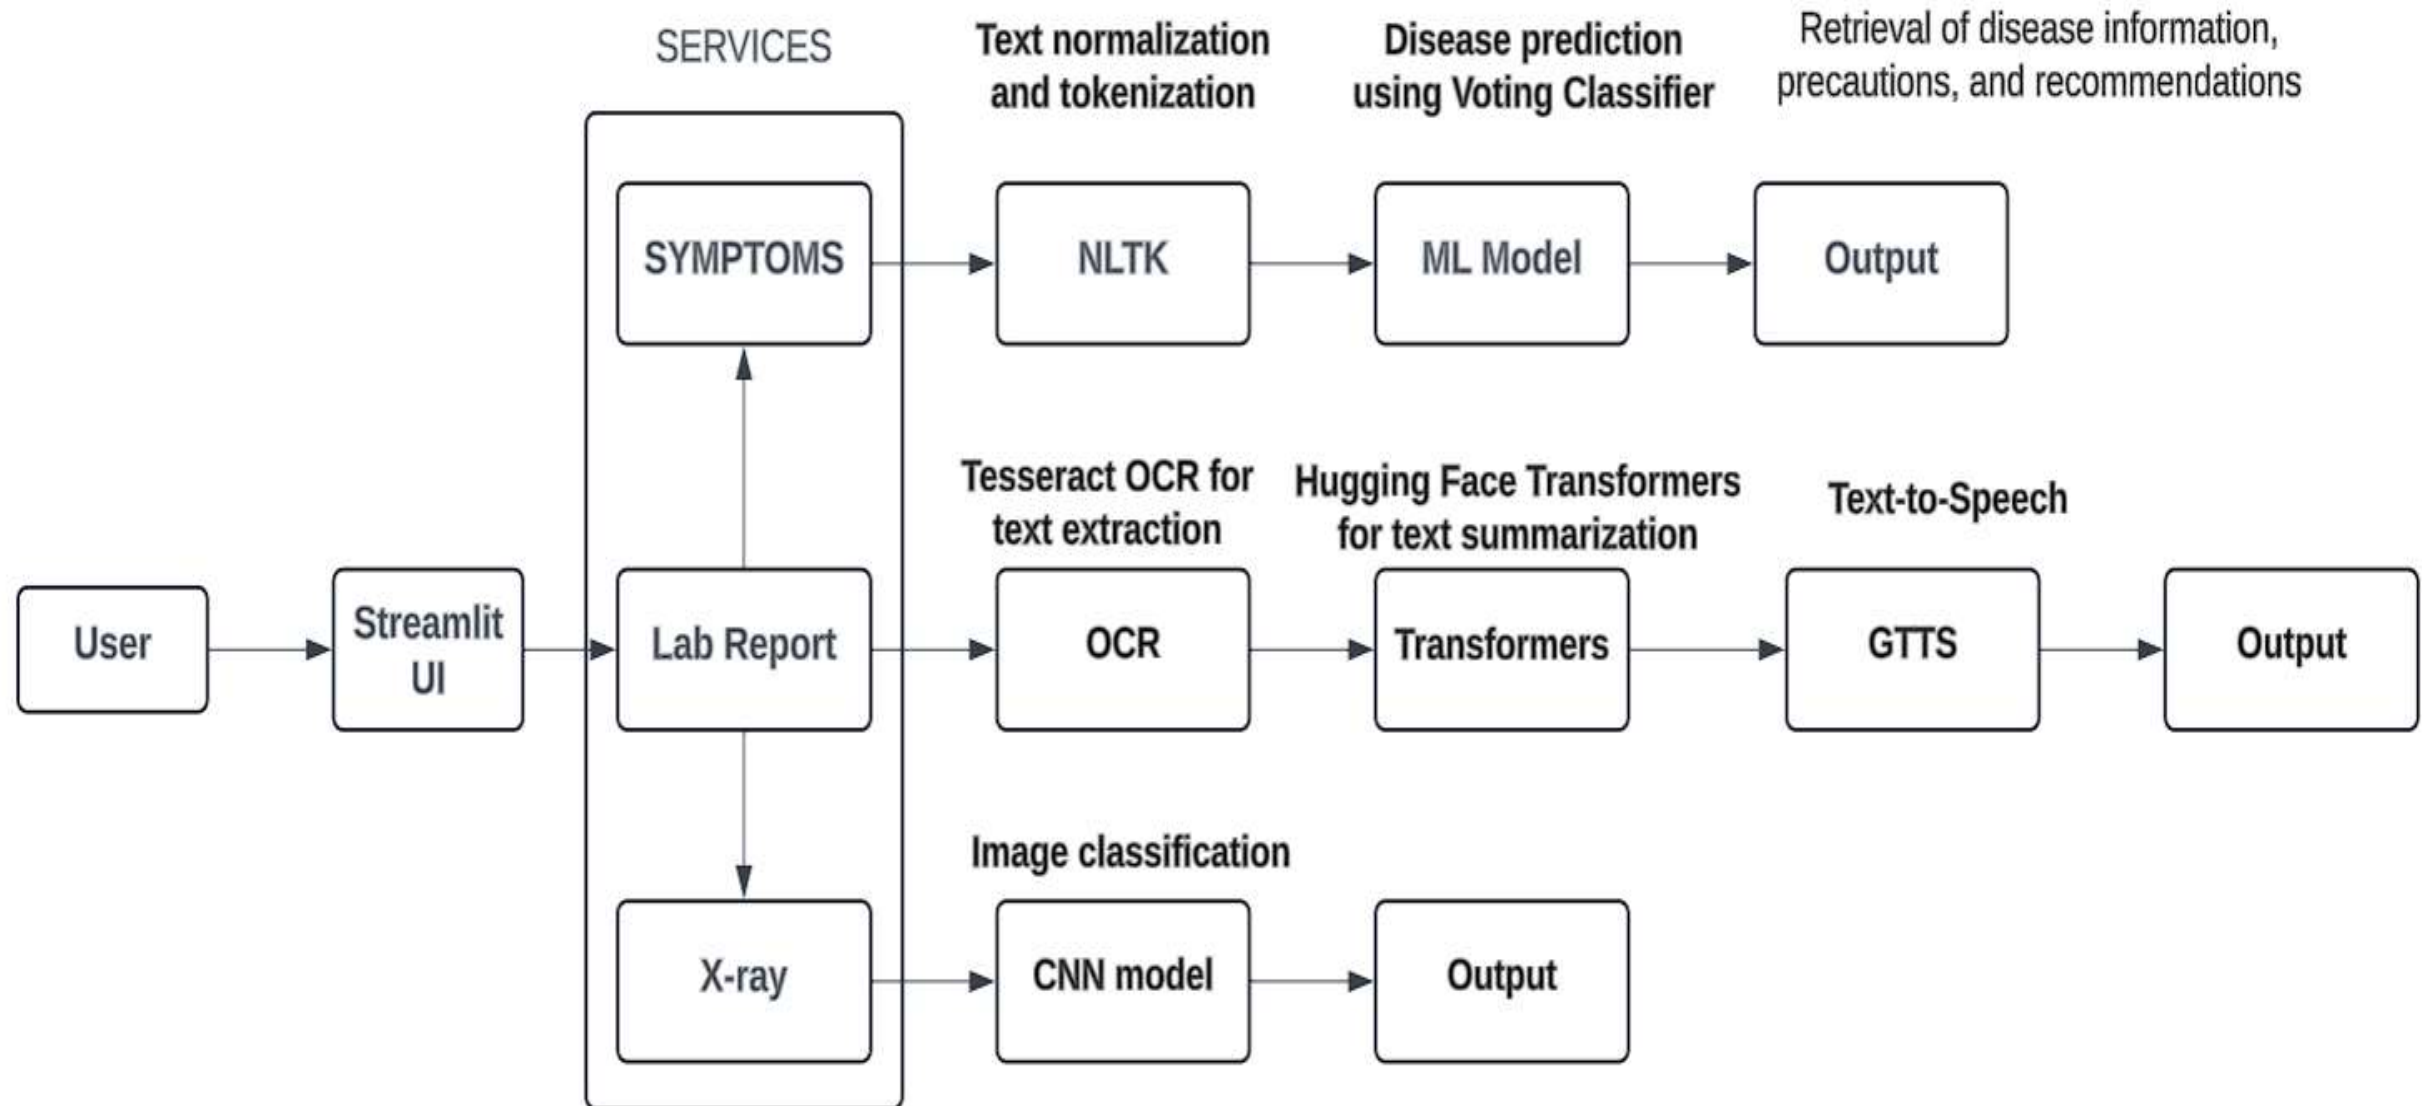 SERVICES
Text normalization
and tokenization
Disease prediction
using Voting Classifier
Retrieval of disease information,
precautions, and recommendations
SYMPTOMS
NLTK
ML Model
Output
Tesseract OCR for
text extraction
Hugging Face Transformers
for text summarization
Text-to-Speech
User
Streamlit
UI
Lab Report
OCR
Transformers
GTTS
Output
Image classification
X-ray
CNN model
Output